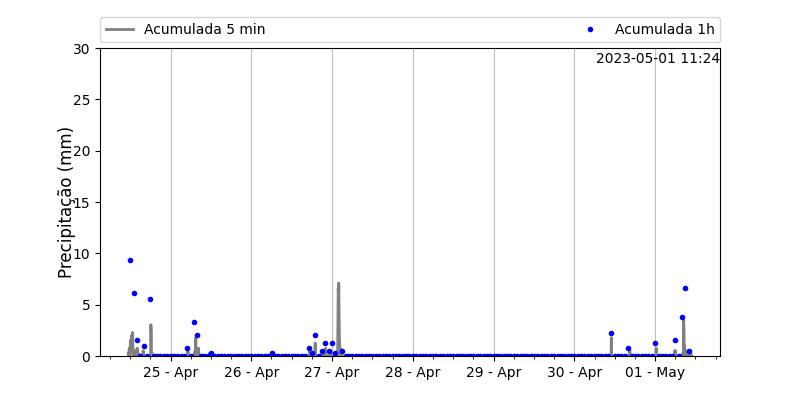 Acumulada 5 min
Acumulada 1h
2023-05-01 11:24
Precipitação (mm)
30
25
20
15
10
5
0
25 - Apr
26 - Apr
27 - Apr
28 - Apr
29 - Apr
30 - Apr
01 - May